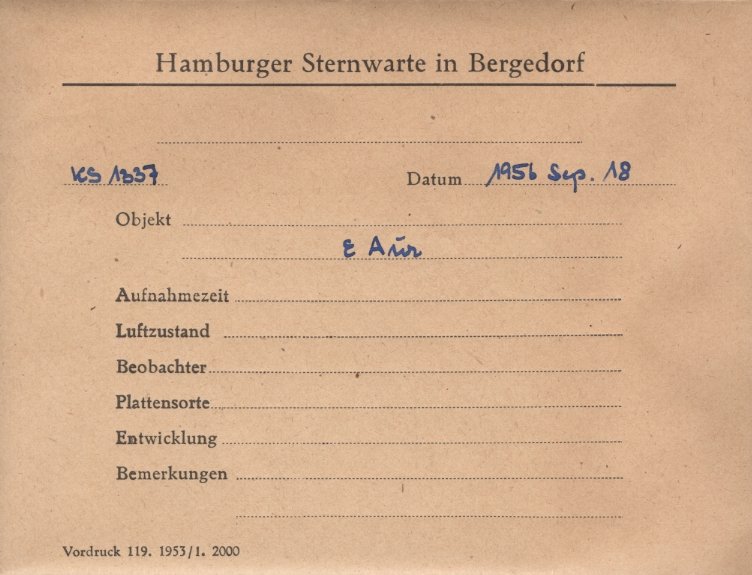 Hamburger Sternwarte in Bergedorf
KS 1337 Datum 1956 Sep. 18
Objekt
ε Aur
Aufnahmezeit
Luftzustand
Beobachter
Plattensorte
Entwicklung
Bemerkungen
Vordruck 119. 1953/1. 2000